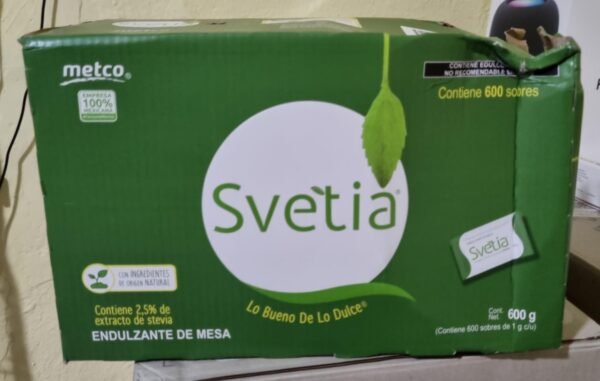 metco®
EMPRESA
100%
MEXICANA
CONTIENE EDULC
NO RECOMENDABLE E
Contiene 600 sobres
Svetia®
Svetia
CON INGREDIENTES
DE ORIGEN NATURAL
Contiene 2,5% de
extracto de stevia
ENDULZANTE DE MESA
Lo Bueno De Lo Dulce®
Cont.
Net. 600 g
(Contiene 600 sobres de 1 g c/u)